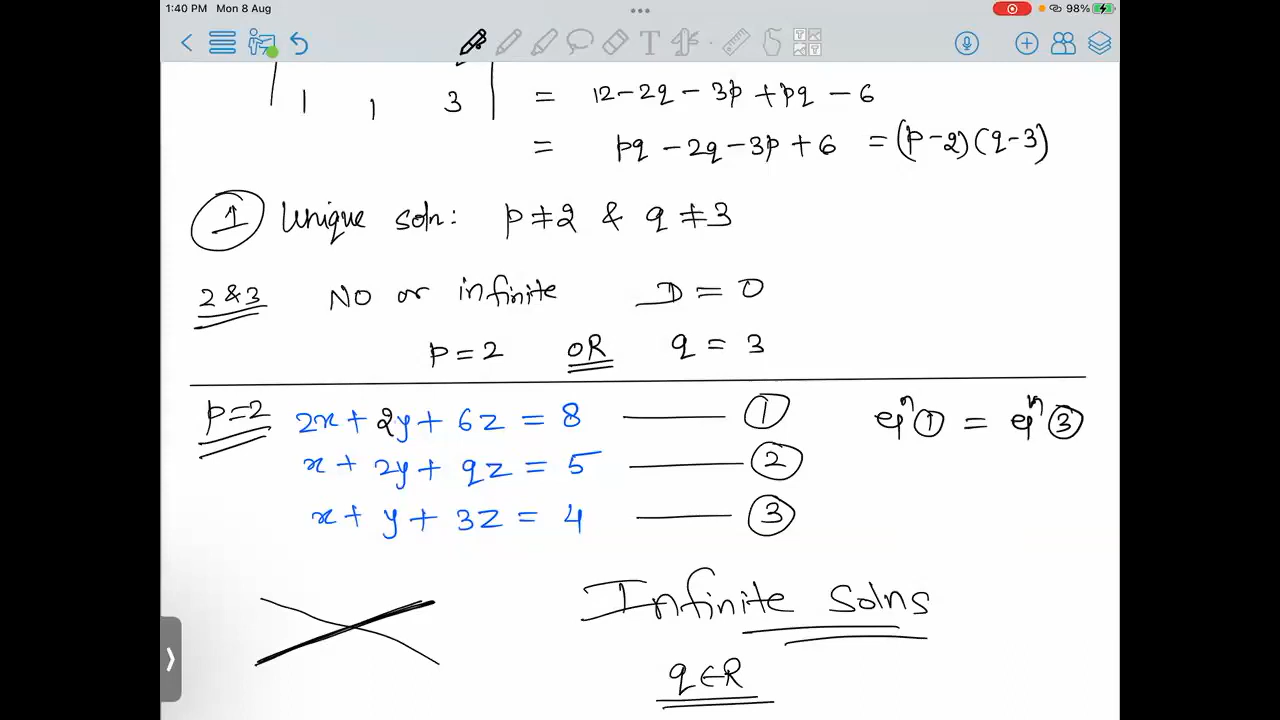 1:40 PM Mon 8 Aug
98%
T
1 1 3 = 12 - 2q - 3p + pq - 6
= pq - 2q - 3p + 6 = (p-2)(q-3)
1 Unique soln: p ≠ 2 & q ≠ 3
2 & 3 No or infinite D = 0
p = 2 OR q = 3
p = 2 2x + 2y + 6z = 8 — 1 eqⁿ 1 = eqⁿ 3
x + 2y + qz = 5 — 2
x + y + 3z = 4 — 3
Infinite solns
q ∈ R